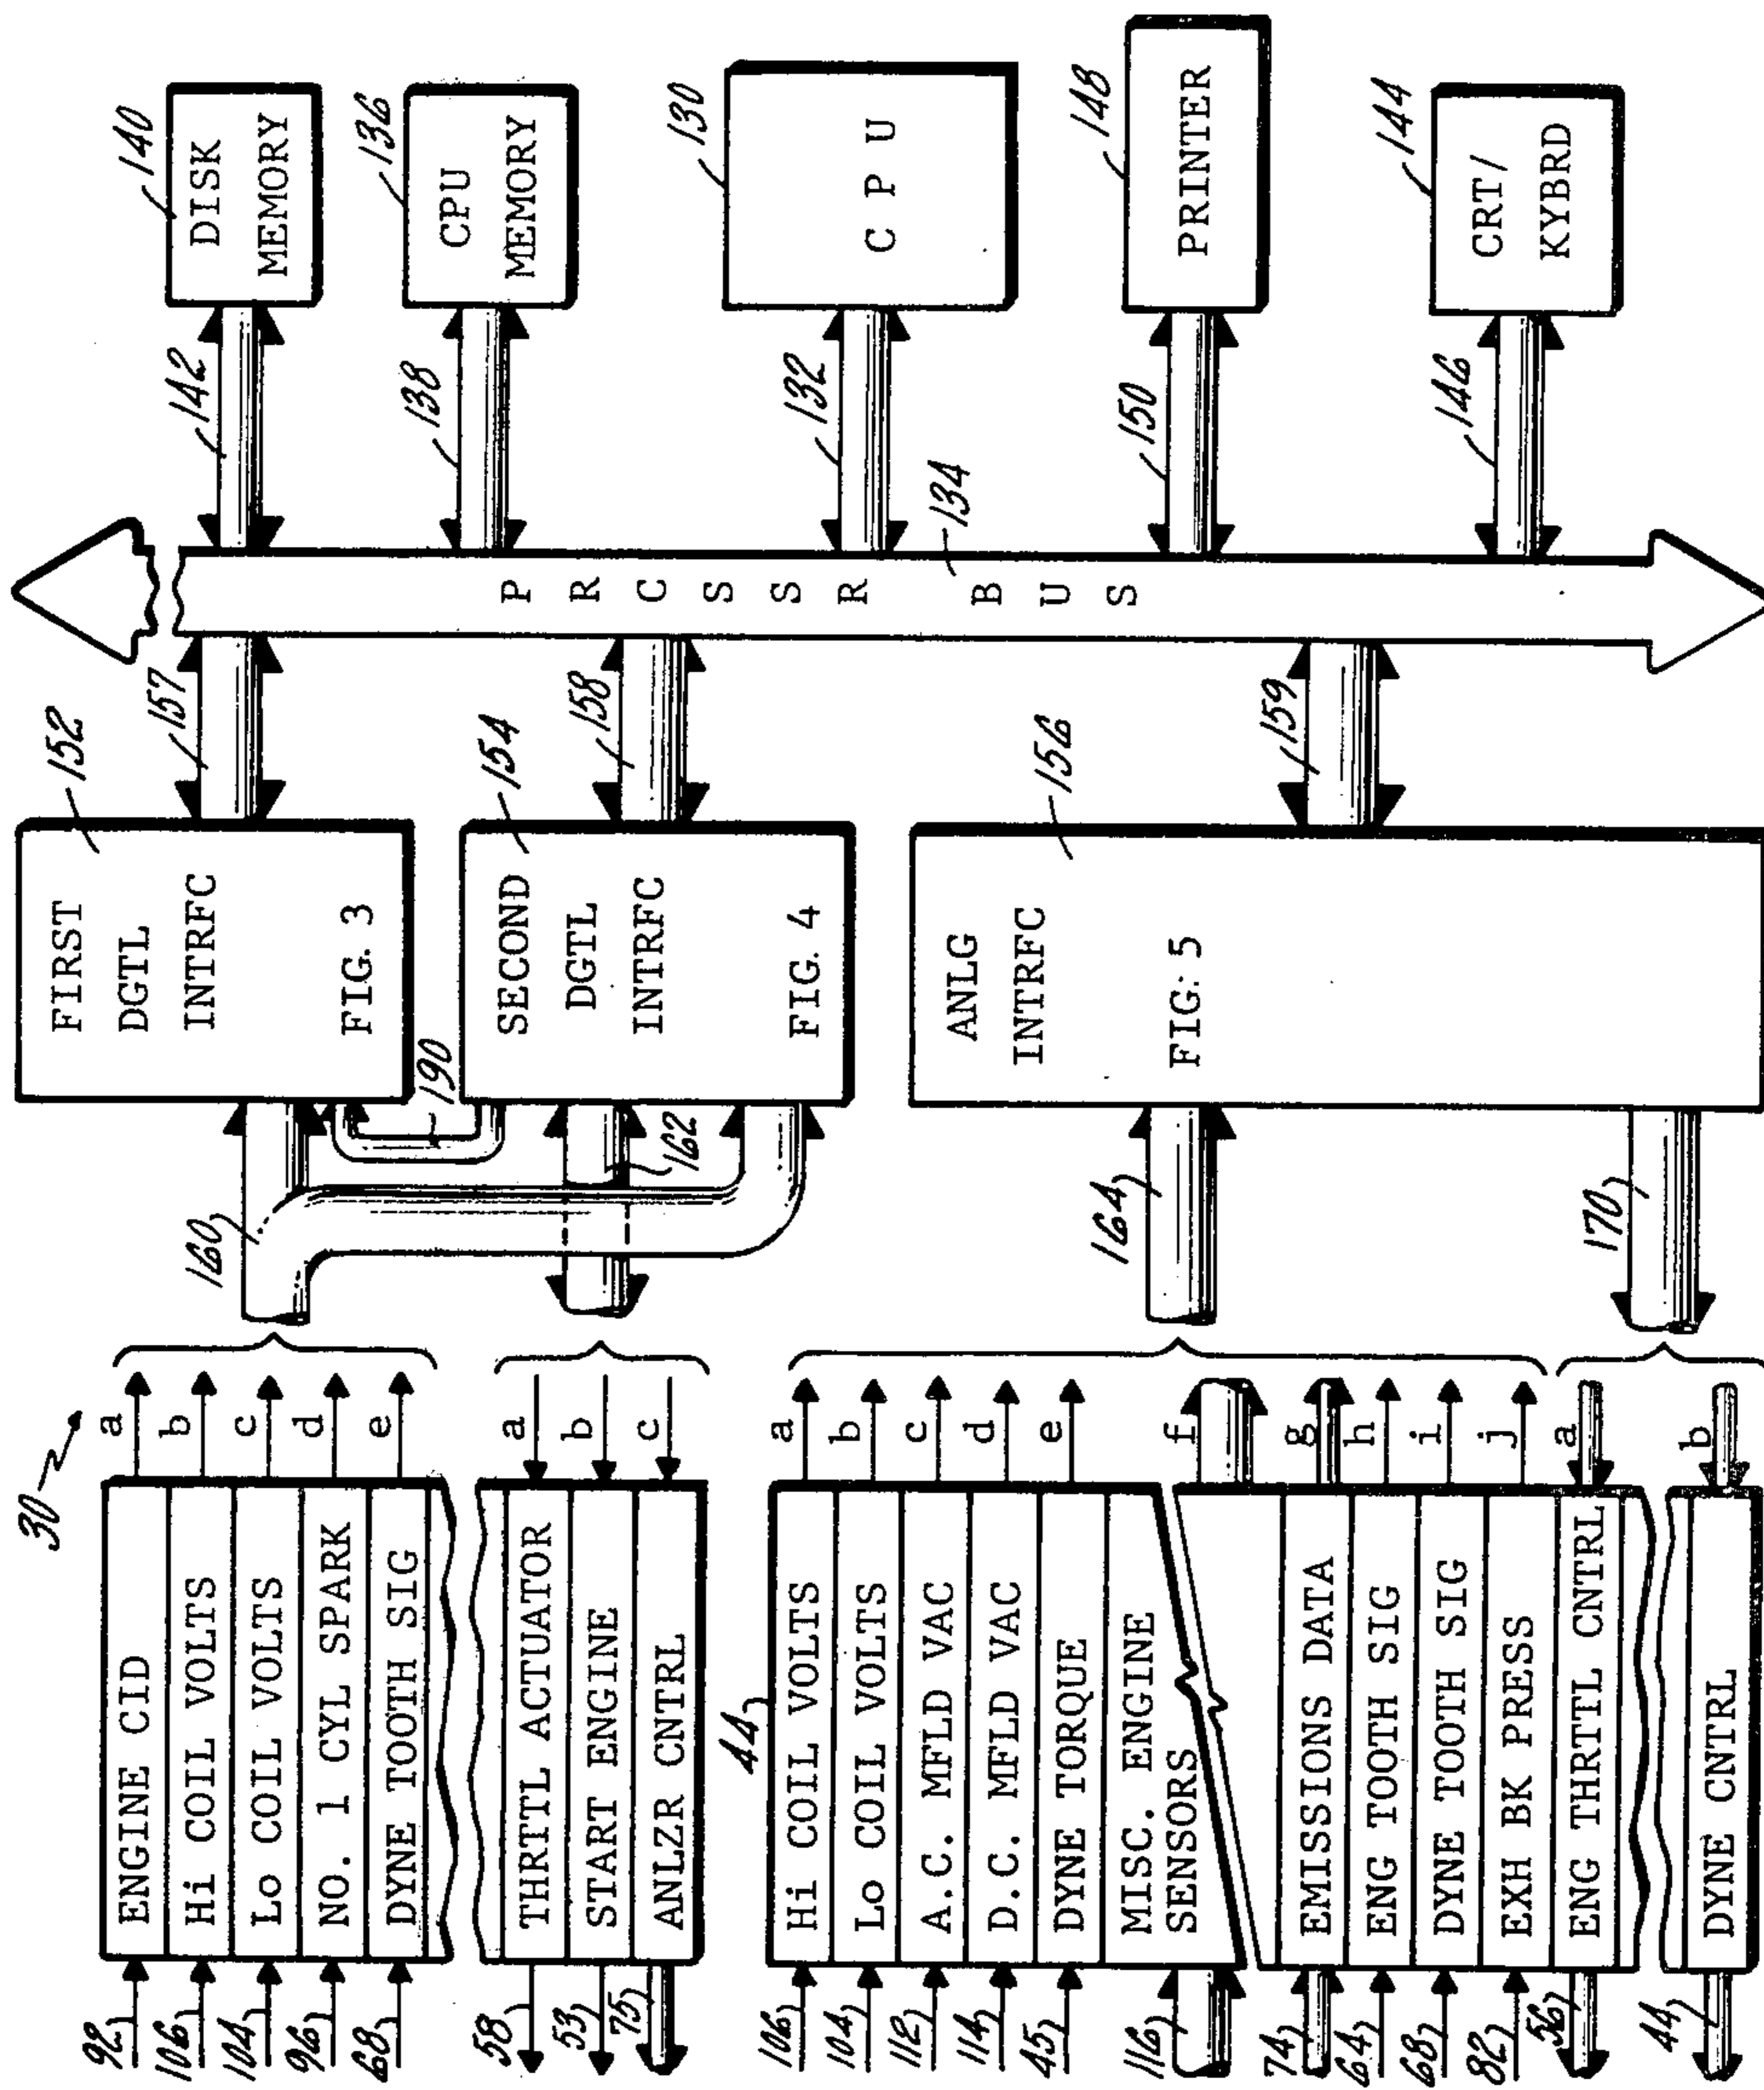 30
92
ENGINE CID
a
106
Hi COIL VOLTS
b
104
Lo COIL VOLTS
c
96
NO. 1 CYL SPARK
d
68
DYNE TOOTH SIG
e
58
THRTTL ACTUATOR
a
53
START ENGINE
b
75
ANLZR CNTRL
c
44
106
Hi COIL VOLTS
a
104
Lo COIL VOLTS
b
112
A.C. MFLD VAC
c
114
D.C. MFLD VAC
d
45
DYNE TORQUE
e
116
MISC. ENGINE
SENSORS
f
74
EMISSIONS DATA
g
64
ENG TOOTH SIG
h
68
DYNE TOOTH SIG
i
82
EXH BK PRESS
j
56
ENG THRTTL CNTRL
a
44
DYNE CNTRL
b
160
190
162
164
170
FIRST
DGTL
INTRFC
FIG. 3
152
SECOND
DGTL
INTRFC
FIG. 4
154
ANLG
INTRFC
FIG. 5
156
157
158
159
PRCSSR BUS
134
142
138
132
150
146
DISK
MEMORY
140
CPU
MEMORY
136
CPU
130
PRINTER
148
CRT/
KYBRD
144